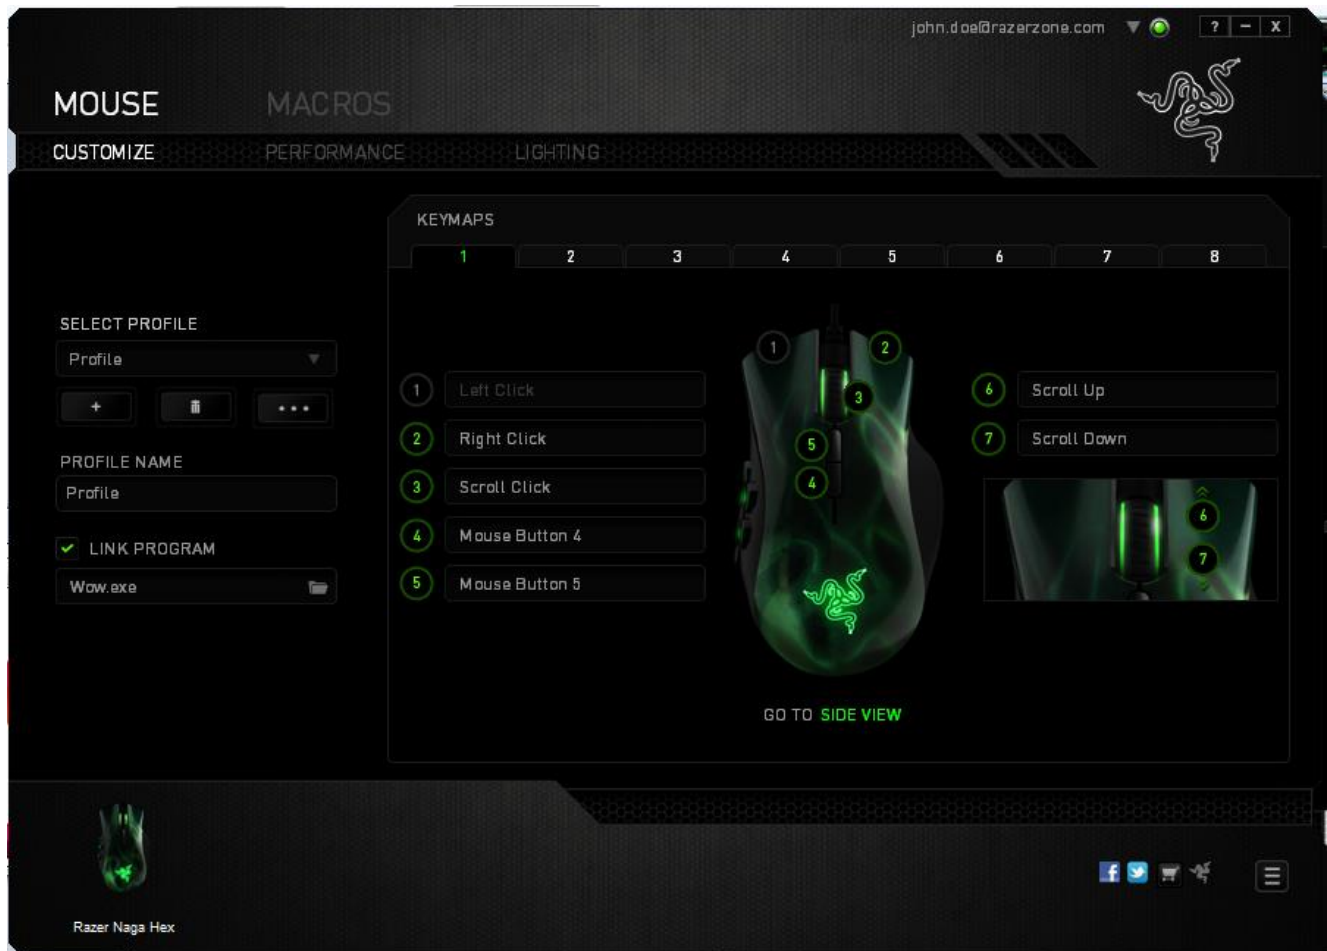 john.doe@razerzone.com ? – X
MOUSE MACROS
CUSTOMIZE PERFORMANCE LIGHTING
KEYMAPS
1 2 3 4 5 6 7 8
SELECT PROFILE
Profile
+ •••
PROFILE NAME
Profile
LINK PROGRAM
Wow.exe
1 Left Click
2 Right Click
3 Scroll Click
4 Mouse Button 4
5 Mouse Button 5
1 2
3
5
4
6 Scroll Up
7 Scroll Down
6
7
GO TO SIDE VIEW
Razer Naga Hex
f